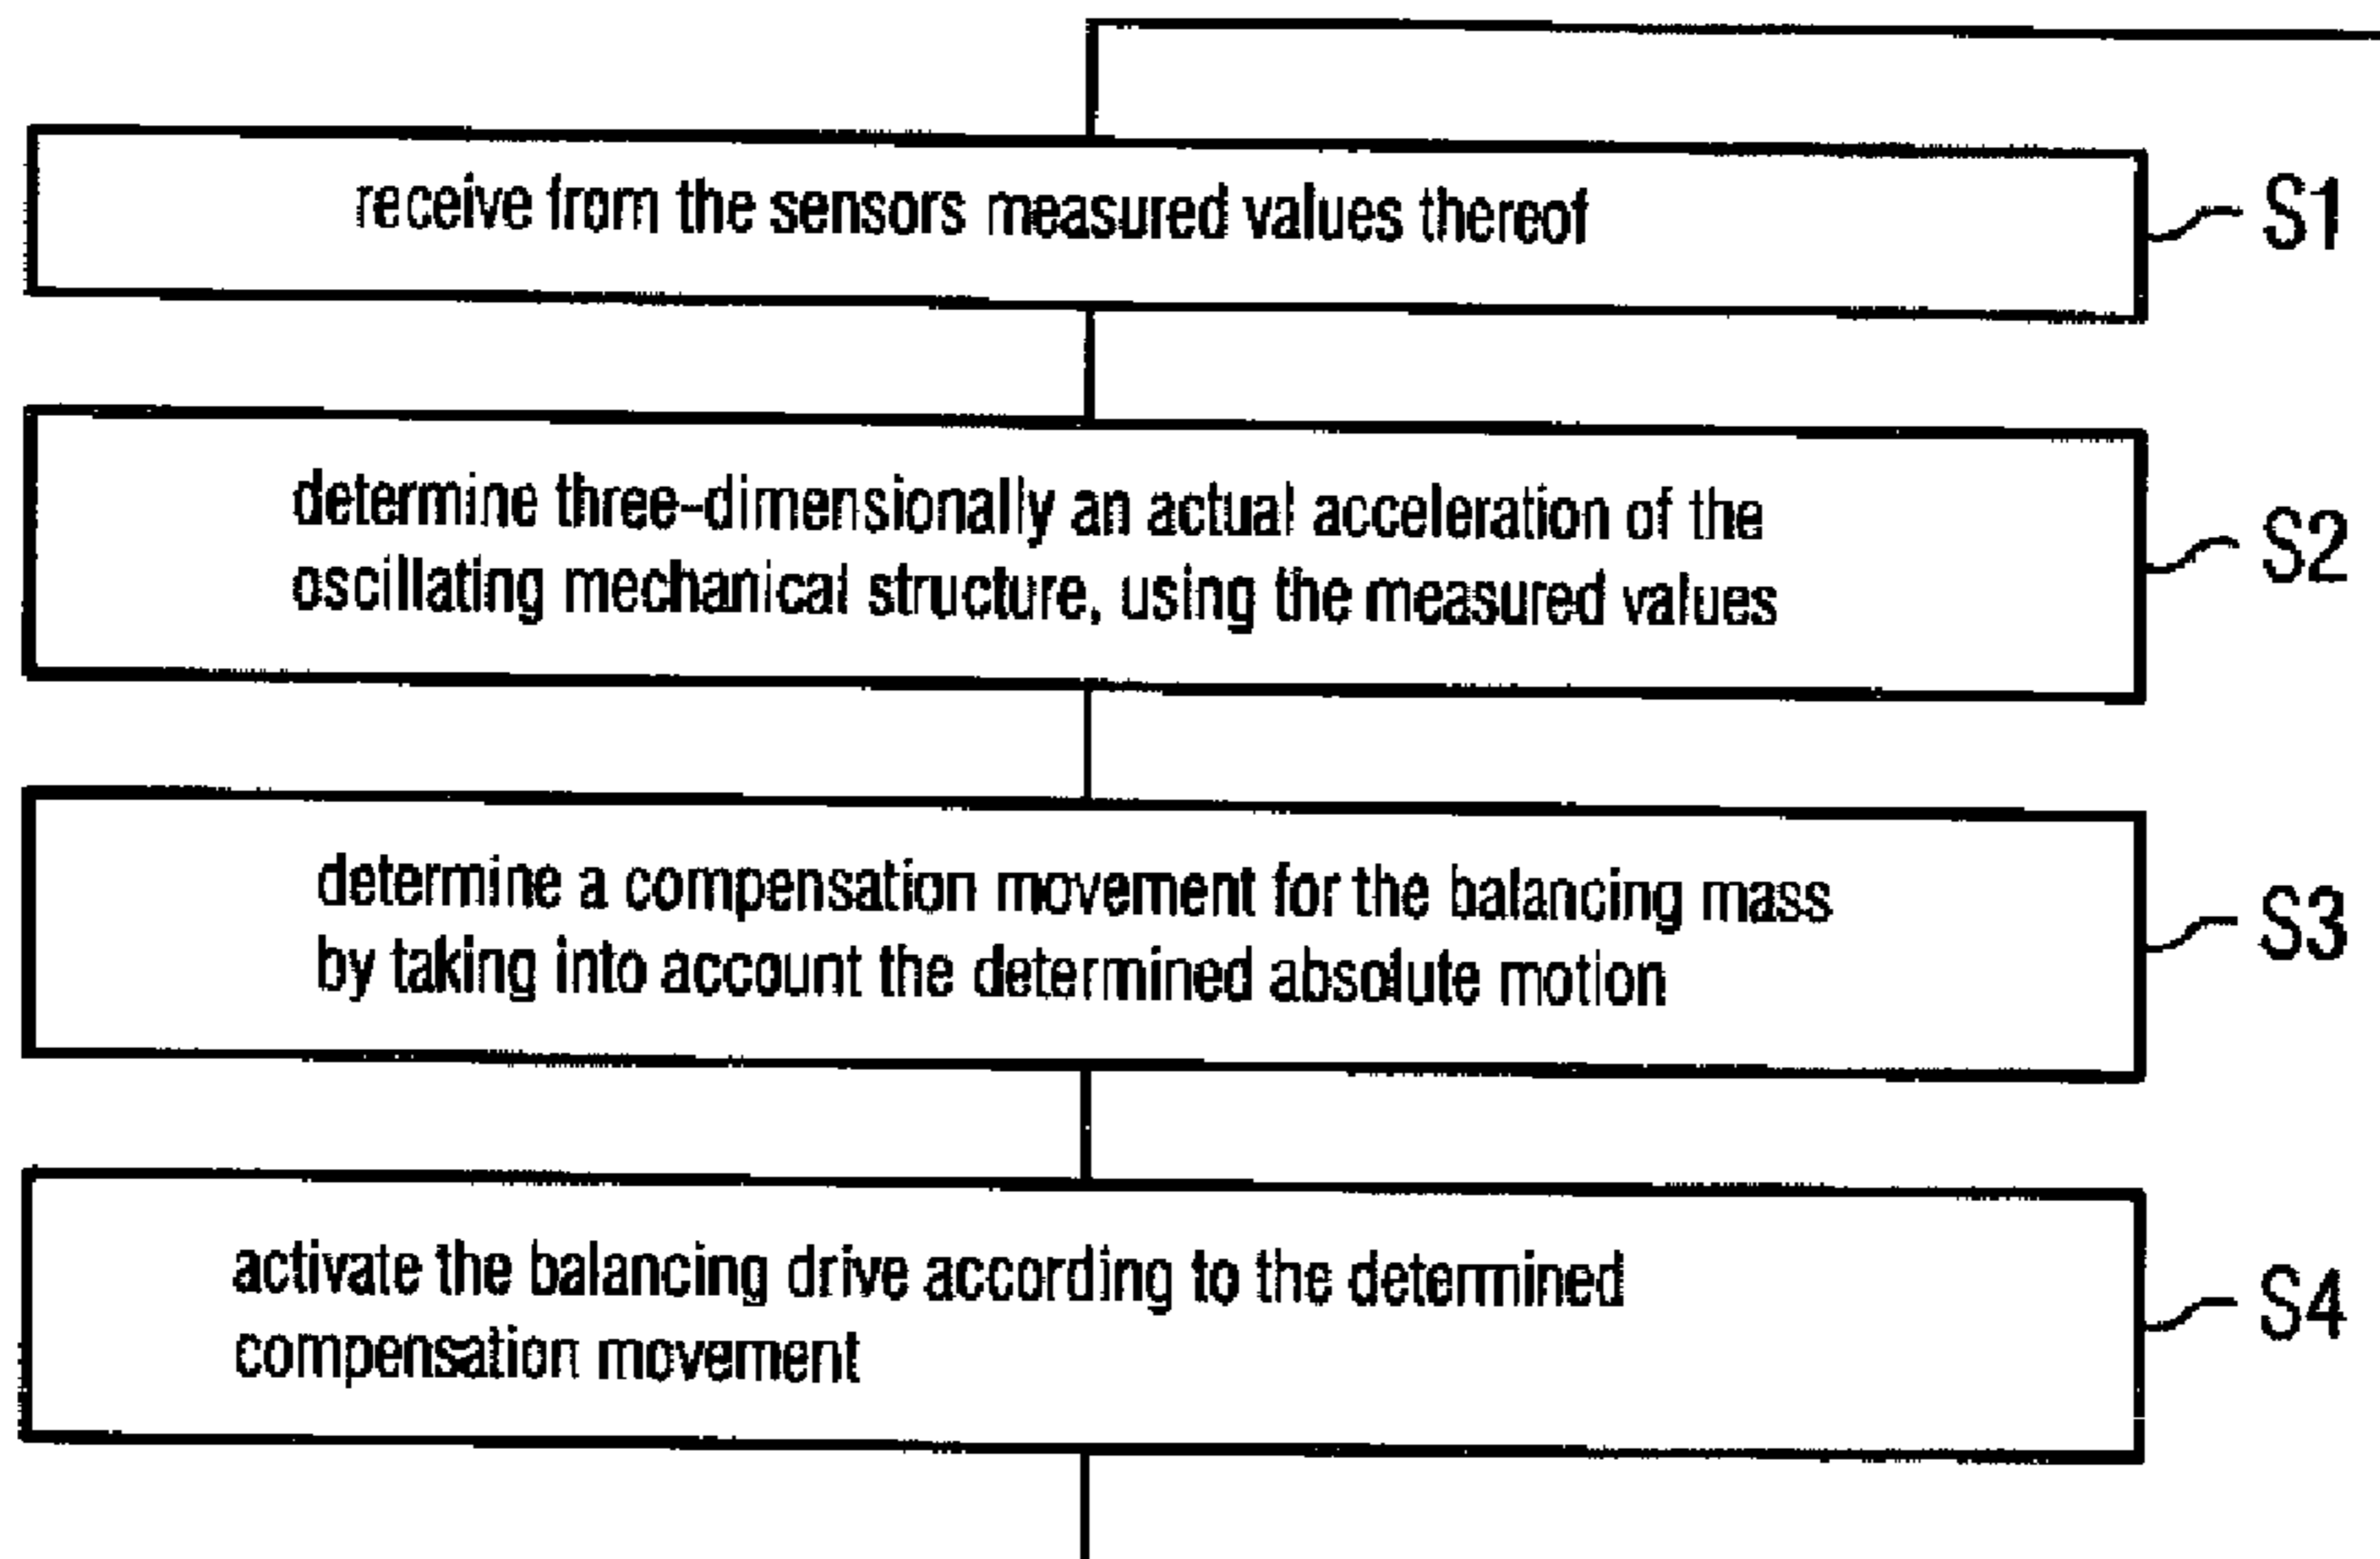 receive from the sensors measured values thereof
S1
determine three-dimensionally an actual acceleration of the
oscillating mechanical structure, using the measured values
S2
determine a compensation movement for the balancing mass
by taking into account the determined absolute motion
S3
activate the balancing drive according to the determined
compensation movement
S4